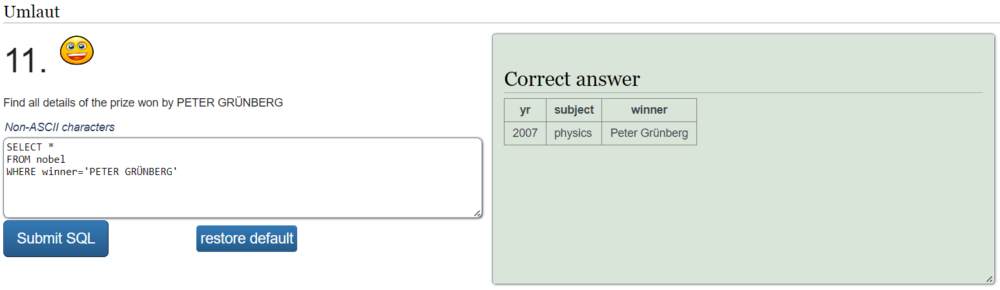 Umlaut
11.
Find all details of the prize won by PETER GRÜNBERG
Non-ASCII characters
SELECT *
FROM nobel
WHERE winner='PETER GRÜNBERG'
Submit SQL
restore default
Correct answer
yr subject winner
2007 physics Peter Grünberg